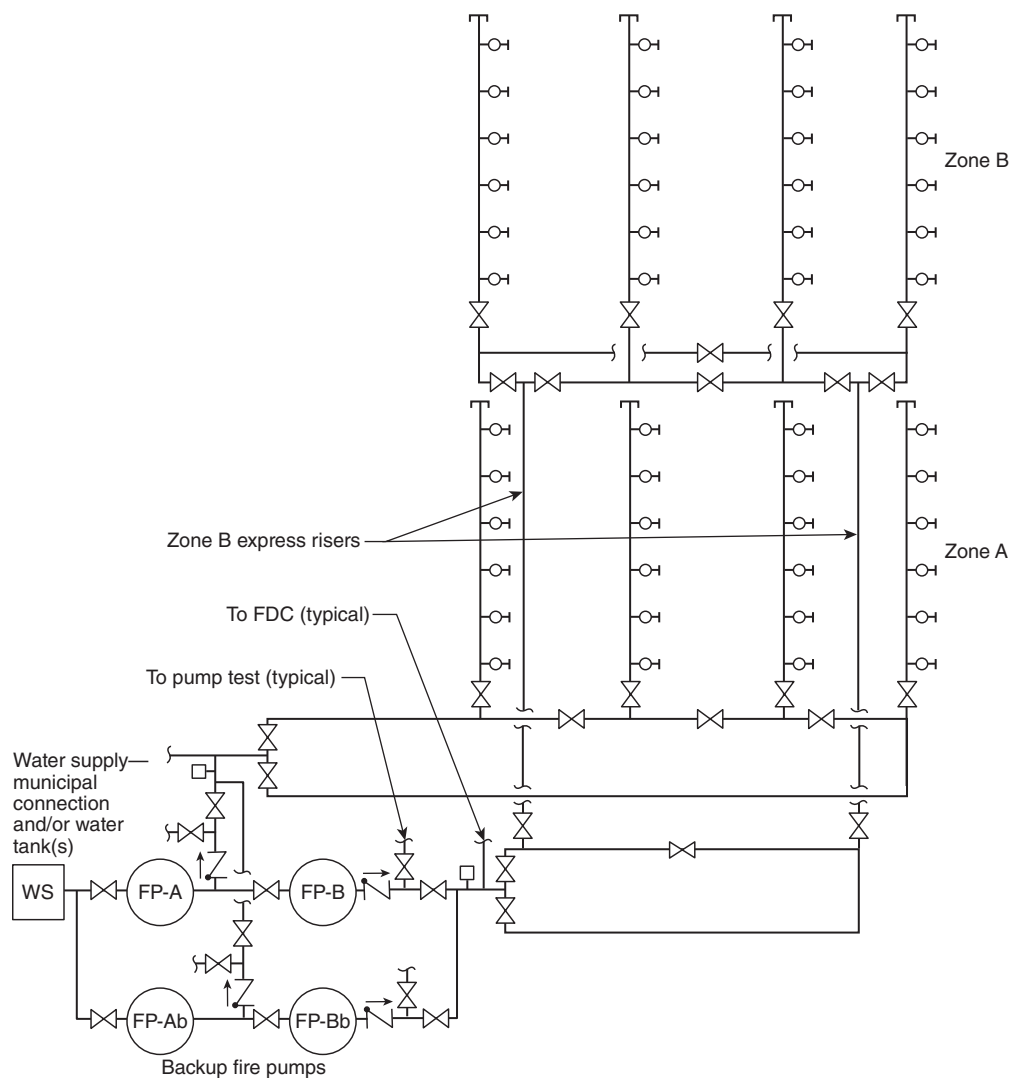 Zone B
Zone B express risers
Zone A
To FDC (typical)
To pump test (typical)
Water supply—
municipal
connection
and/or water
tank(s)
WS
FP-A
FP-B
FP-Ab
FP-Bb
Backup fire pumps